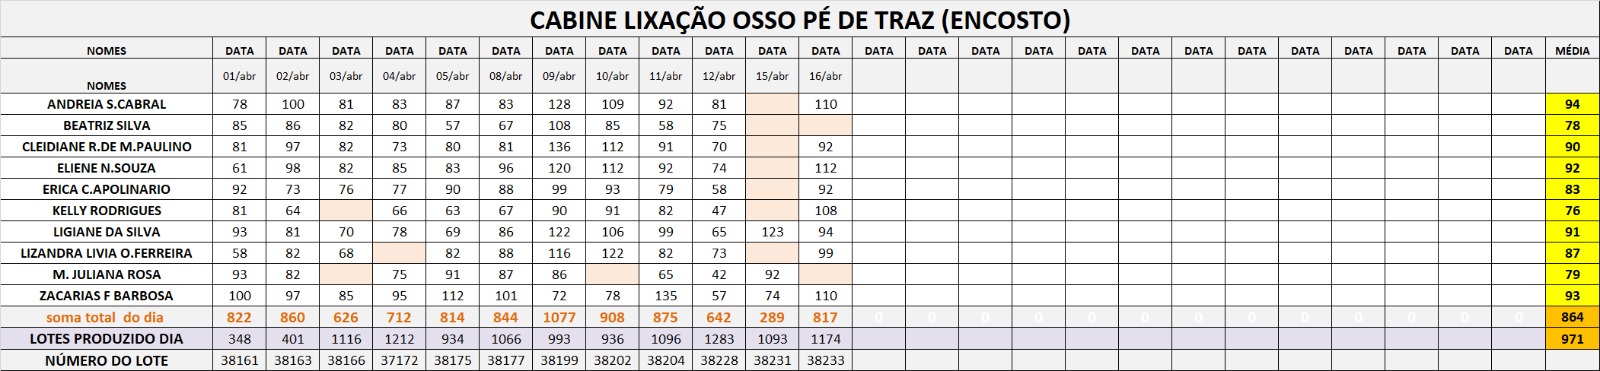 CABINE LIXAÇÃO OSSO PÉ DE TRAZ (ENCOSTO)
NOMES DATA DATA DATA DATA DATA DATA DATA DATA DATA DATA DATA DATA DATA DATA DATA DATA DATA DATA DATA DATA DATA DATA DATA DATA DATA MÉDIA
NOMES 01/abr 02/abr 03/abr 04/abr 05/abr 08/abr 09/abr 10/abr 11/abr 12/abr 15/abr 16/abr
ANDREIA S.CABRAL 78 100 81 83 87 83 128 109 92 81 110 94
BEATRIZ SILVA 85 86 82 80 57 67 108 85 58 75 78
CLEIDIANE R.DE M.PAULINO 81 97 82 73 80 81 136 112 91 70 92 90
ELIENE N.SOUZA 61 98 82 85 83 96 120 112 92 74 112 92
ERICA C.APOLINARIO 92 73 76 77 90 88 99 93 79 58 92 83
KELLY RODRIGUES 81 64 66 63 67 90 91 82 47 108 76
LIGIANE DA SILVA 93 81 70 78 69 86 122 106 99 65 123 94 91
LIZANDRA LIVIA O.FERREIRA 58 82 68 82 88 116 122 82 73 99 87
M. JULIANA ROSA 93 82 75 91 87 86 65 42 92 79
ZACARIAS F BARBOSA 100 97 85 95 112 101 72 78 135 57 74 110 93
soma total do dia 822 860 626 712 814 844 1077 908 875 642 289 817 0 0 0 0 0 0 0 0 0 0 0 0 0 864
LOTES PRODUZIDO DIA 348 401 1116 1212 934 1066 993 936 1096 1283 1093 1174 971
NÚMERO DO LOTE 38161 38163 38166 37172 38175 38177 38199 38202 38204 38228 38231 38233